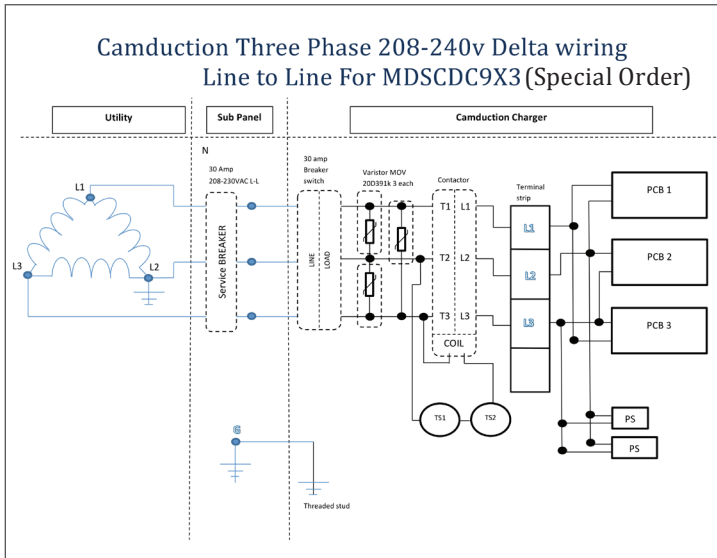 Camduction Three Phase 208-240v Delta wiring
Line to Line For MDSCDC9X3 (Special Order)
Utility
Sub Panel
Camduction Charger
N
30 Amp
208-230VAC L-L
30 amp
Breaker
switch
Varistor MOV
20D391k 3 each
Contactor
Terminal
strip
L1
L3
L2
Service BREAKER
LINE
LOAD
T1 L1
T2 L2
T3 L3
COIL
L1
L2
L3
PCB 1
PCB 2
PCB 3
TS1
TS2
PS
PS
G
Threaded stud